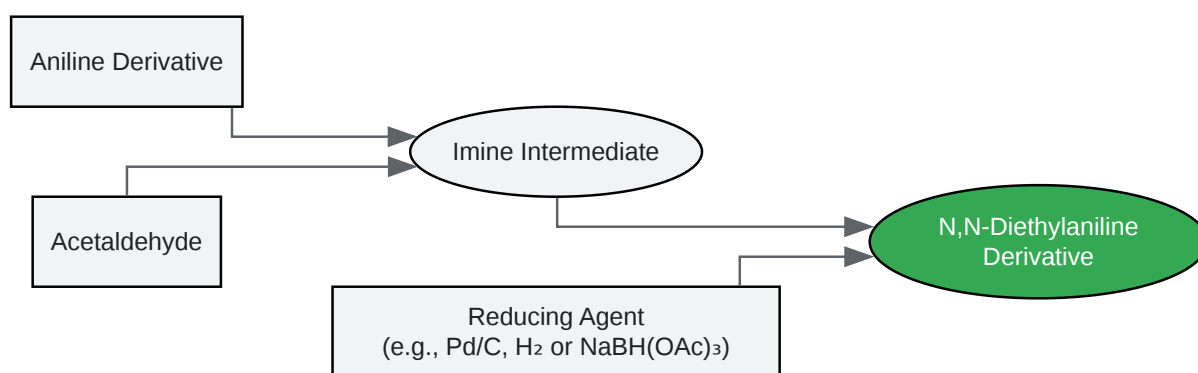 Aniline Derivative
Imine Intermediate
Acetaldehyde
N,N-Diethylaniline
Derivative
Reducing Agent
(e.g., Pd/C, H₂ or NaBH(OAc)₃)